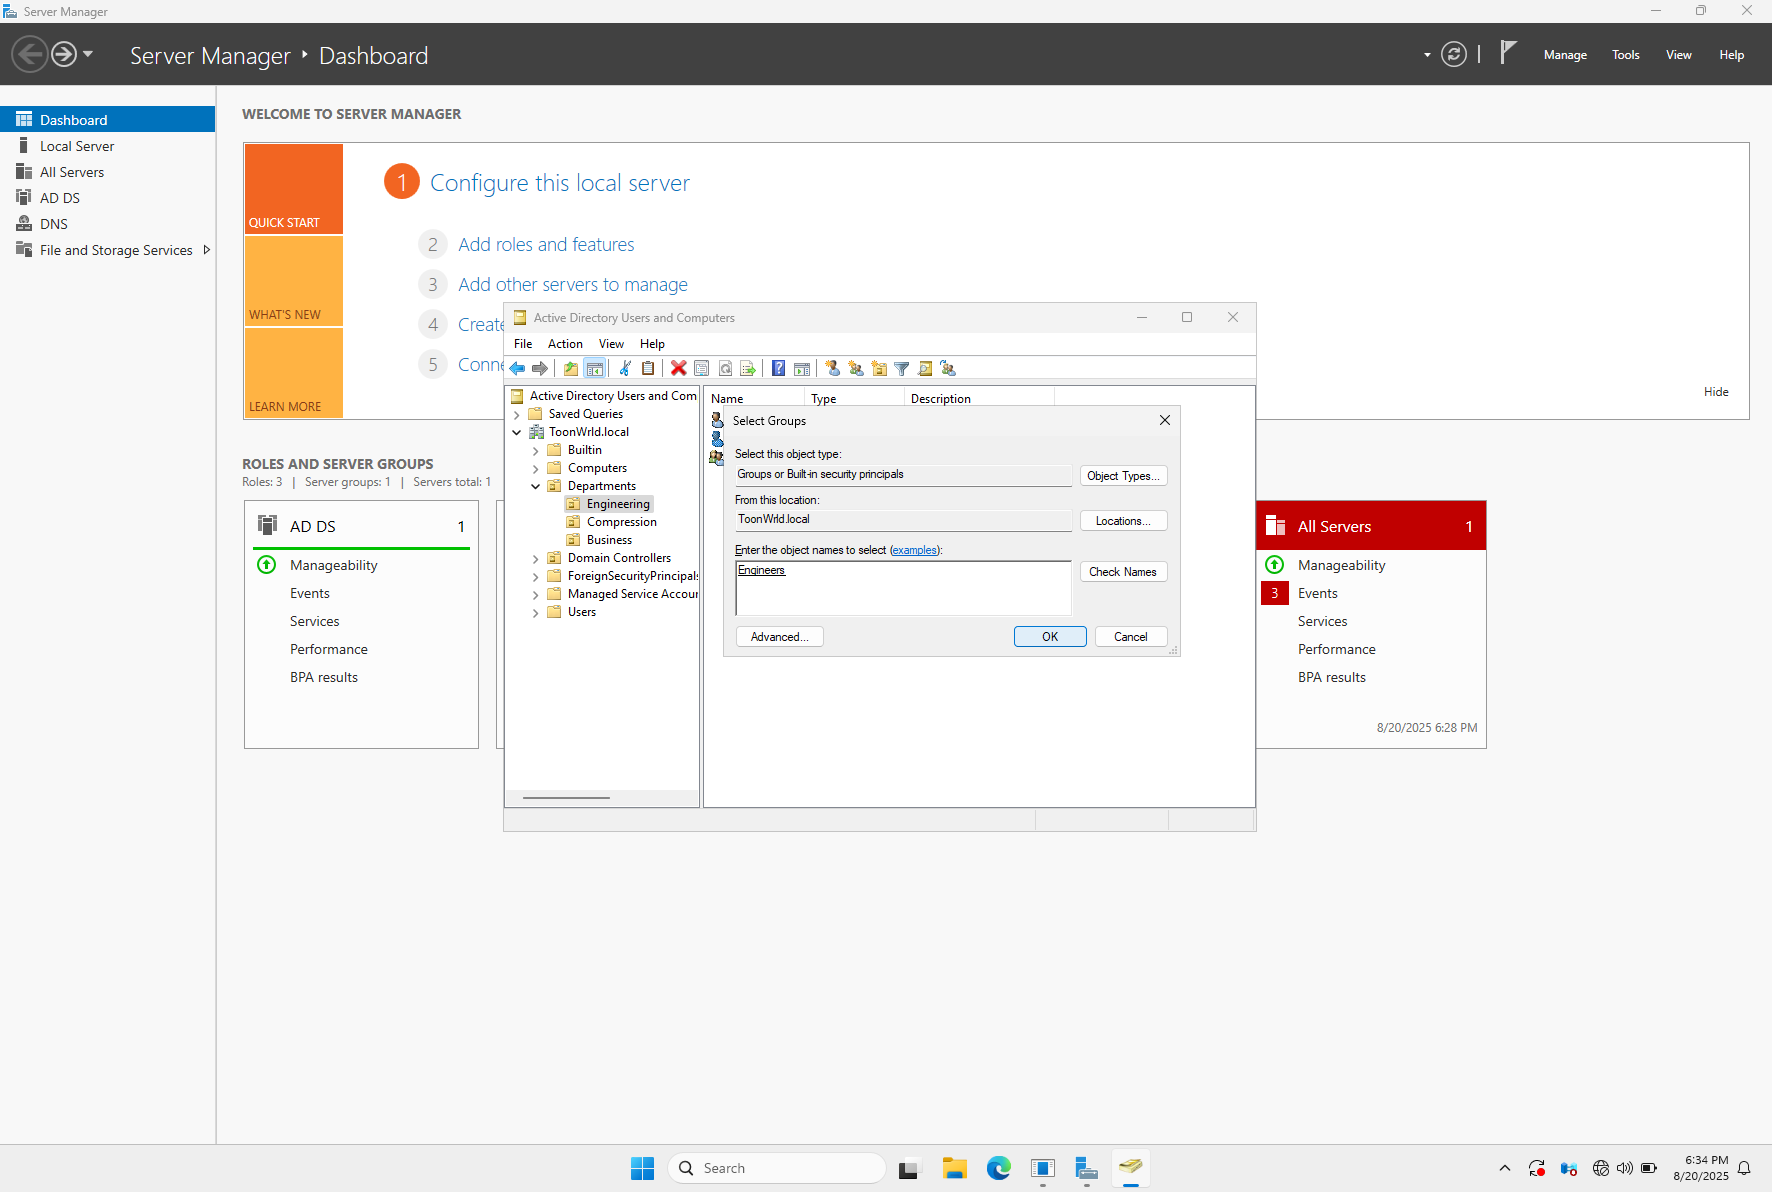 Server Manager
Server Manager Dashboard
Manage Tools View Help
Dashboard
Local Server
All Servers
AD DS
DNS
File and Storage Services
WELCOME TO SERVER MANAGER
QUICK START
WHAT'S NEW
LEARN MORE
1 Configure this local server
2 Add roles and features
3 Add other servers to manage
4 Create
5 Conne
Hide
ROLES AND SERVER GROUPS
Roles: 3 | Server groups: 1 | Servers total: 1
AD DS 1
Manageability
Events
Services
Performance
BPA results
Active Directory Users and Computers
File Action View Help
Active Directory Users and Com
Saved Queries
ToonWrld.local
Builtin
Computers
Departments
Engineering
Compression
Business
Domain Controllers
ForeignSecurityPrincipals
Managed Service Accour
Users
Name Type Description
Select Groups
Select this object type:
Groups or Built-in security principals
Object Types...
From this location:
ToonWrld.local
Locations...
Enter the object names to select (examples):
Engineers
Check Names
Advanced...
OK
Cancel
All Servers 1
Manageability
3 Events
Services
Performance
BPA results
8/20/2025 6:28 PM
Search
6:34 PM
8/20/2025